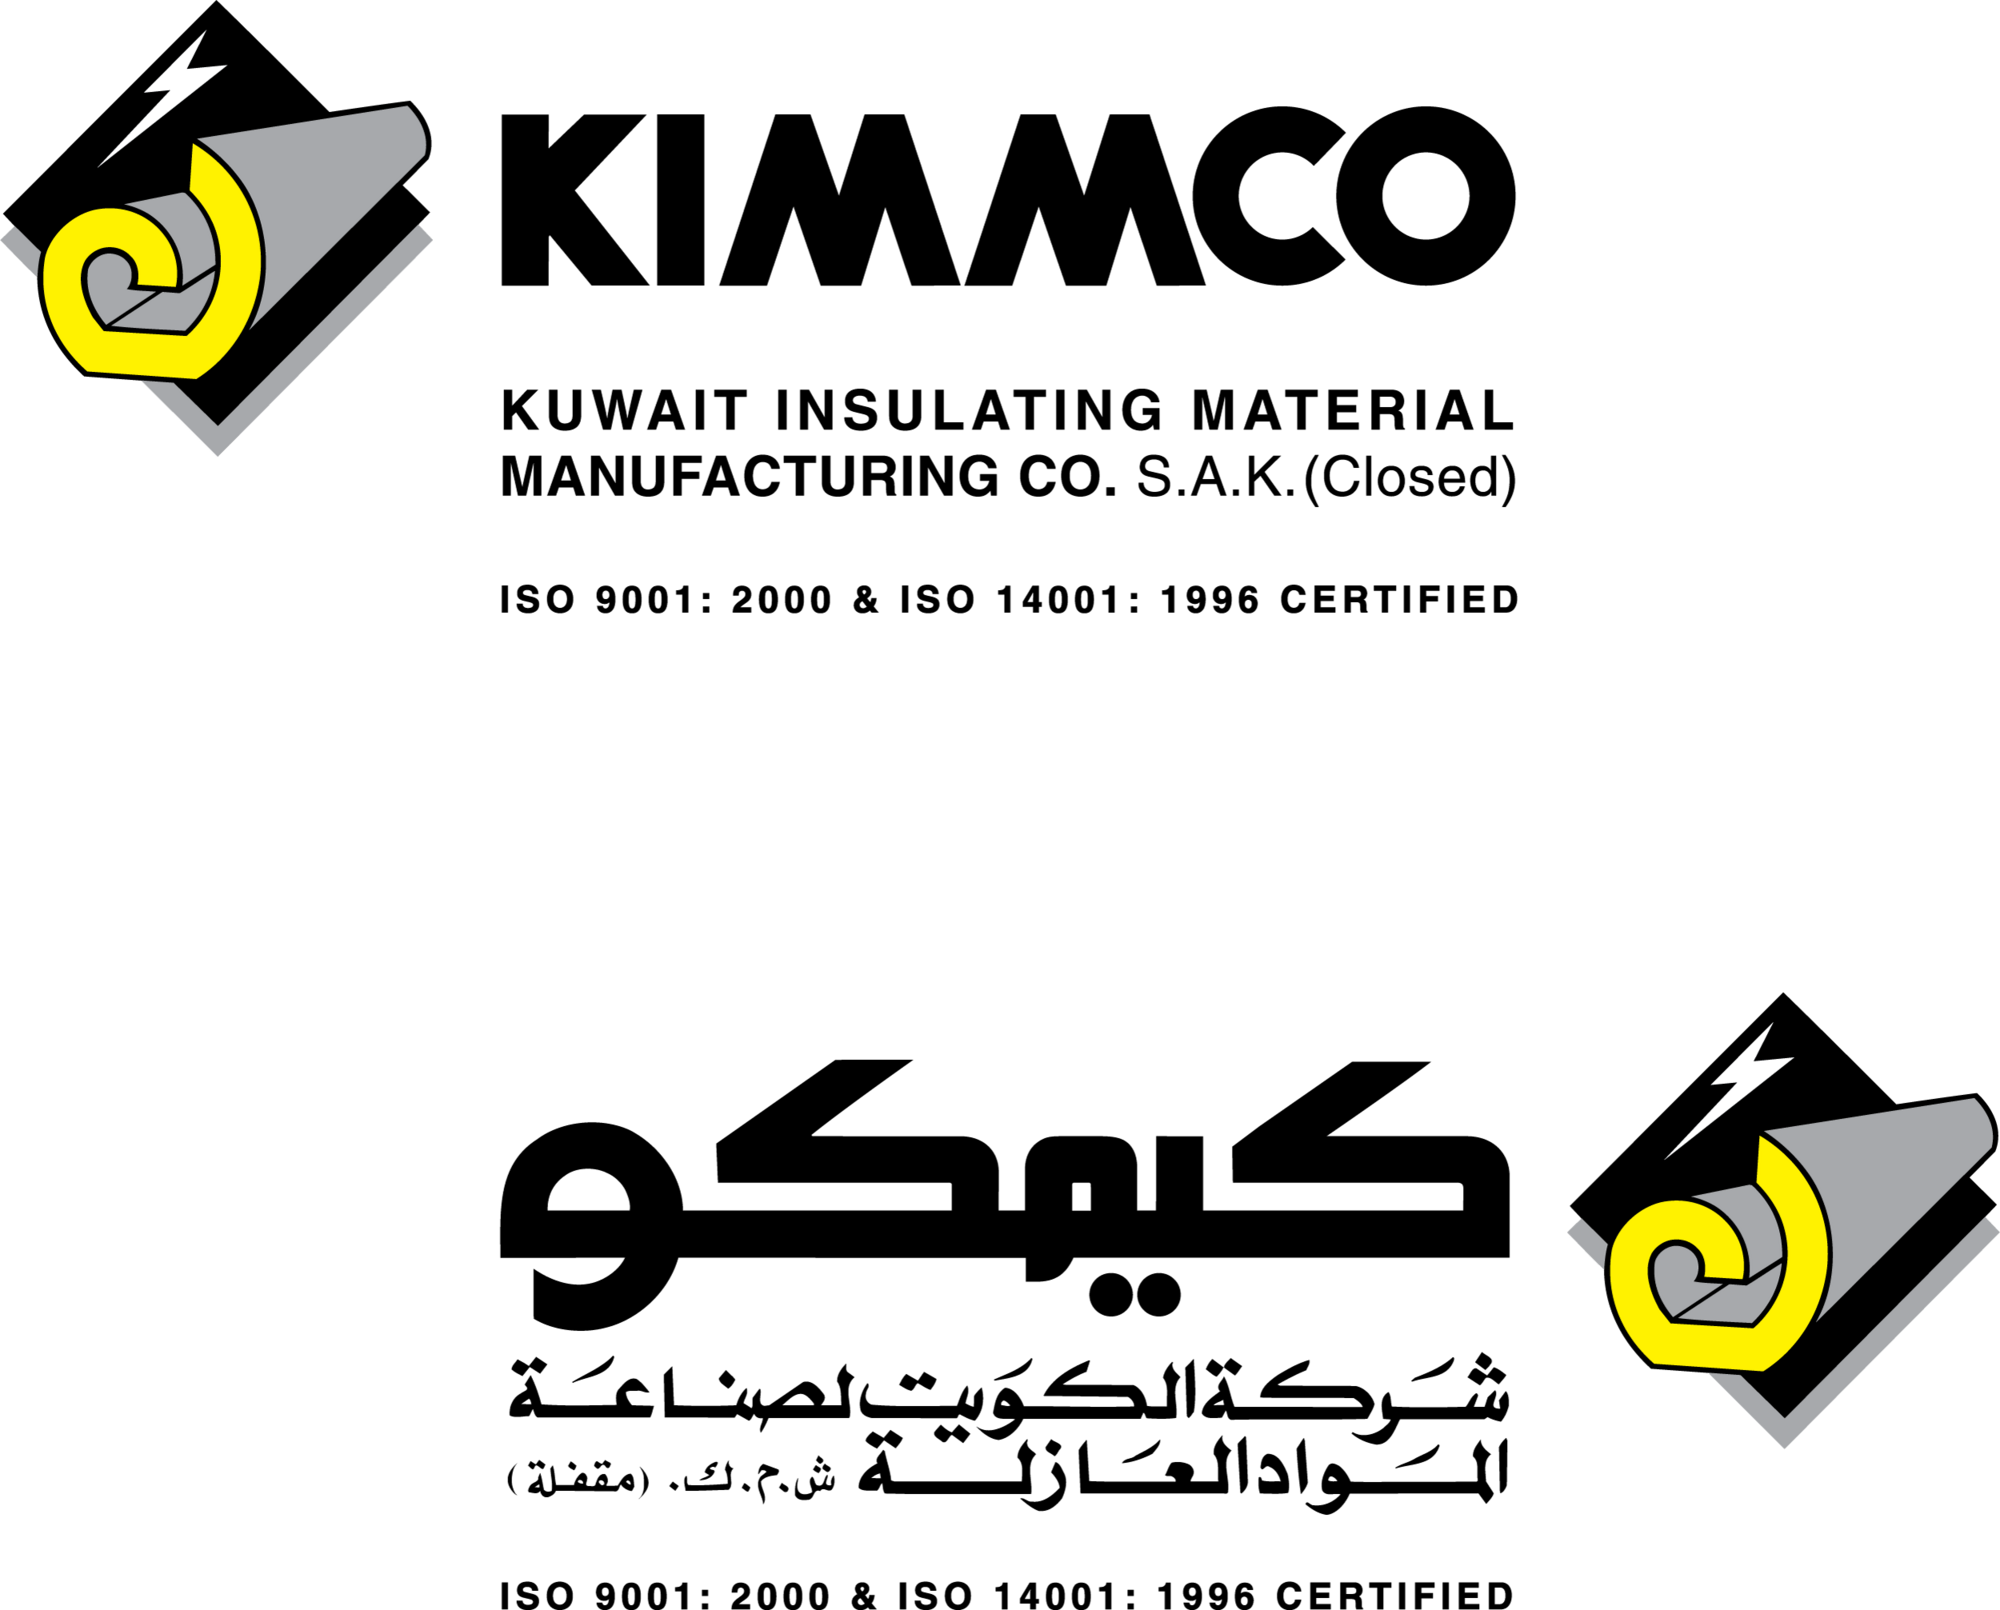 KIMMCO
KUWAIT INSULATING MATERIAL
MANUFACTURING CO. S.A.K.(Closed)
ISO 9001: 2000 & ISO 14001: 1996 CERTIFIED
كيمكو
شركة الكويت لصناعة
المواد العازلة ش.م.ك. (مقفلة)
ISO 9001: 2000 & ISO 14001: 1996 CERTIFIED